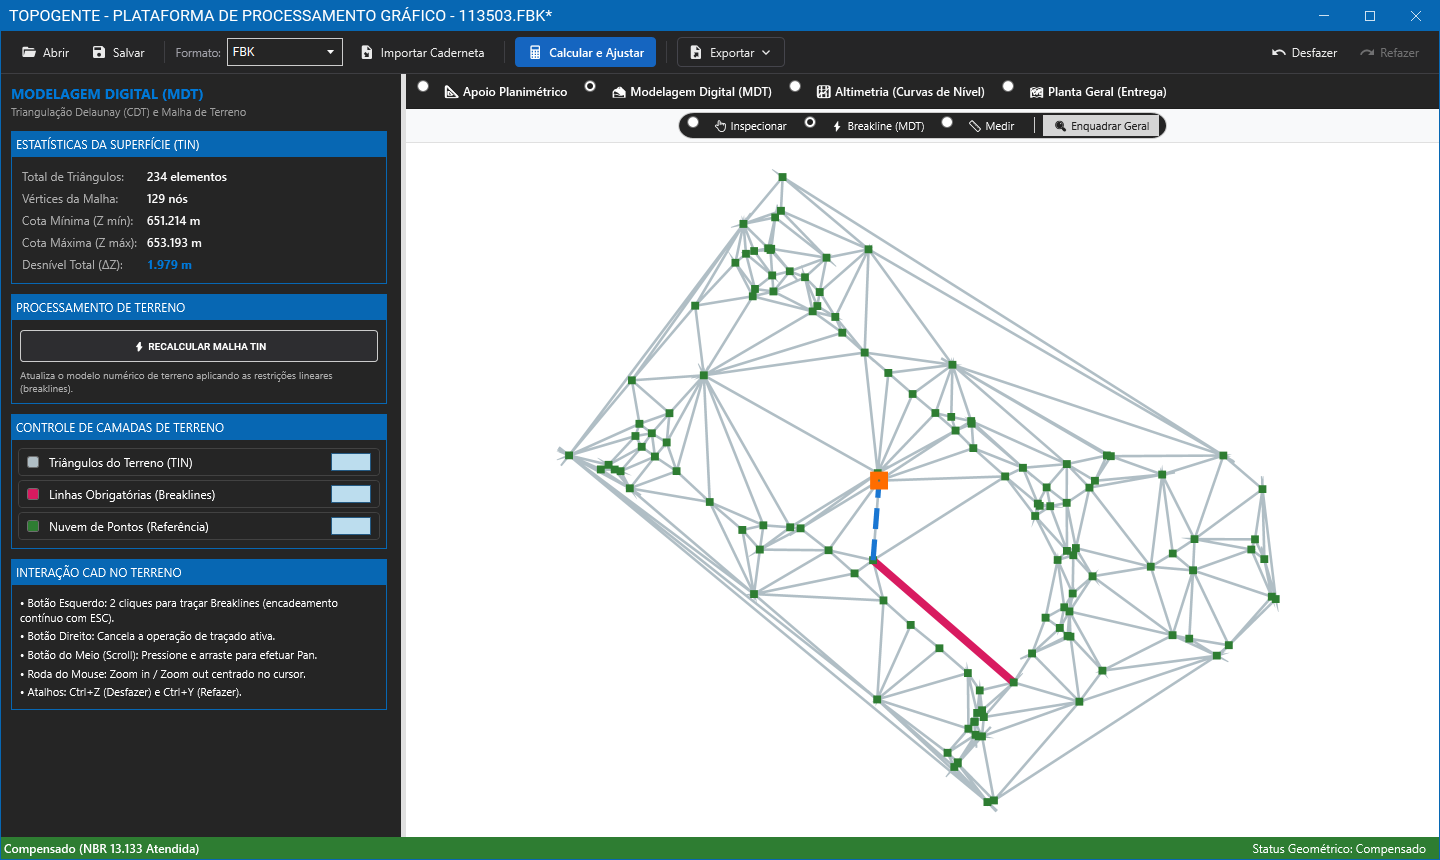 TOPOGENTE - PLATAFORMA DE PROCESSAMENTO GRÁFICO - 113503.FBK*
Abrir Salvar Formato: FBK Importar Caderneta Calcular e Ajustar Exportar Desfazer Refazer
MODELAGEM DIGITAL (MDT)
Triangulação Delaunay (CDT) e Malha de Terreno
ESTATÍSTICAS DA SUPERFÍCIE (TIN)
Total de Triângulos: 234 elementos
Vértices da Malha: 129 nós
Cota Mínima (Z mín): 651.214 m
Cota Máxima (Z máx): 653.193 m
Desnível Total (ΔZ): 1.979 m
PROCESSAMENTO DE TERRENO
RECALCULAR MALHA TIN
Atualiza o modelo numérico de terreno aplicando as restrições lineares
(breaklines).
CONTROLE DE CAMADAS DE TERRENO
Triângulos do Terreno (TIN)
Linhas Obrigatórias (Breaklines)
Nuvem de Pontos (Referência)
INTERAÇÃO CAD NO TERRENO
• Botão Esquerdo: 2 cliques para traçar Breaklines (encadeamento
contínuo com ESC).
• Botão Direito: Cancela a operação de traçado ativa.
• Botão do Meio (Scroll): Pressione e arraste para efetuar Pan.
• Roda do Mouse: Zoom in / Zoom out centrado no cursor.
• Atalhos: Ctrl+Z (Desfazer) e Ctrl+Y (Refazer).
Apoio Planimétrico Modelagem Digital (MDT) Altimetria (Curvas de Nível) Planta Geral (Entrega)
Inspecionar Breakline (MDT) Medir Enquadrar Geral
Compensado (NBR 13.133 Atendida) Status Geométrico: Compensado